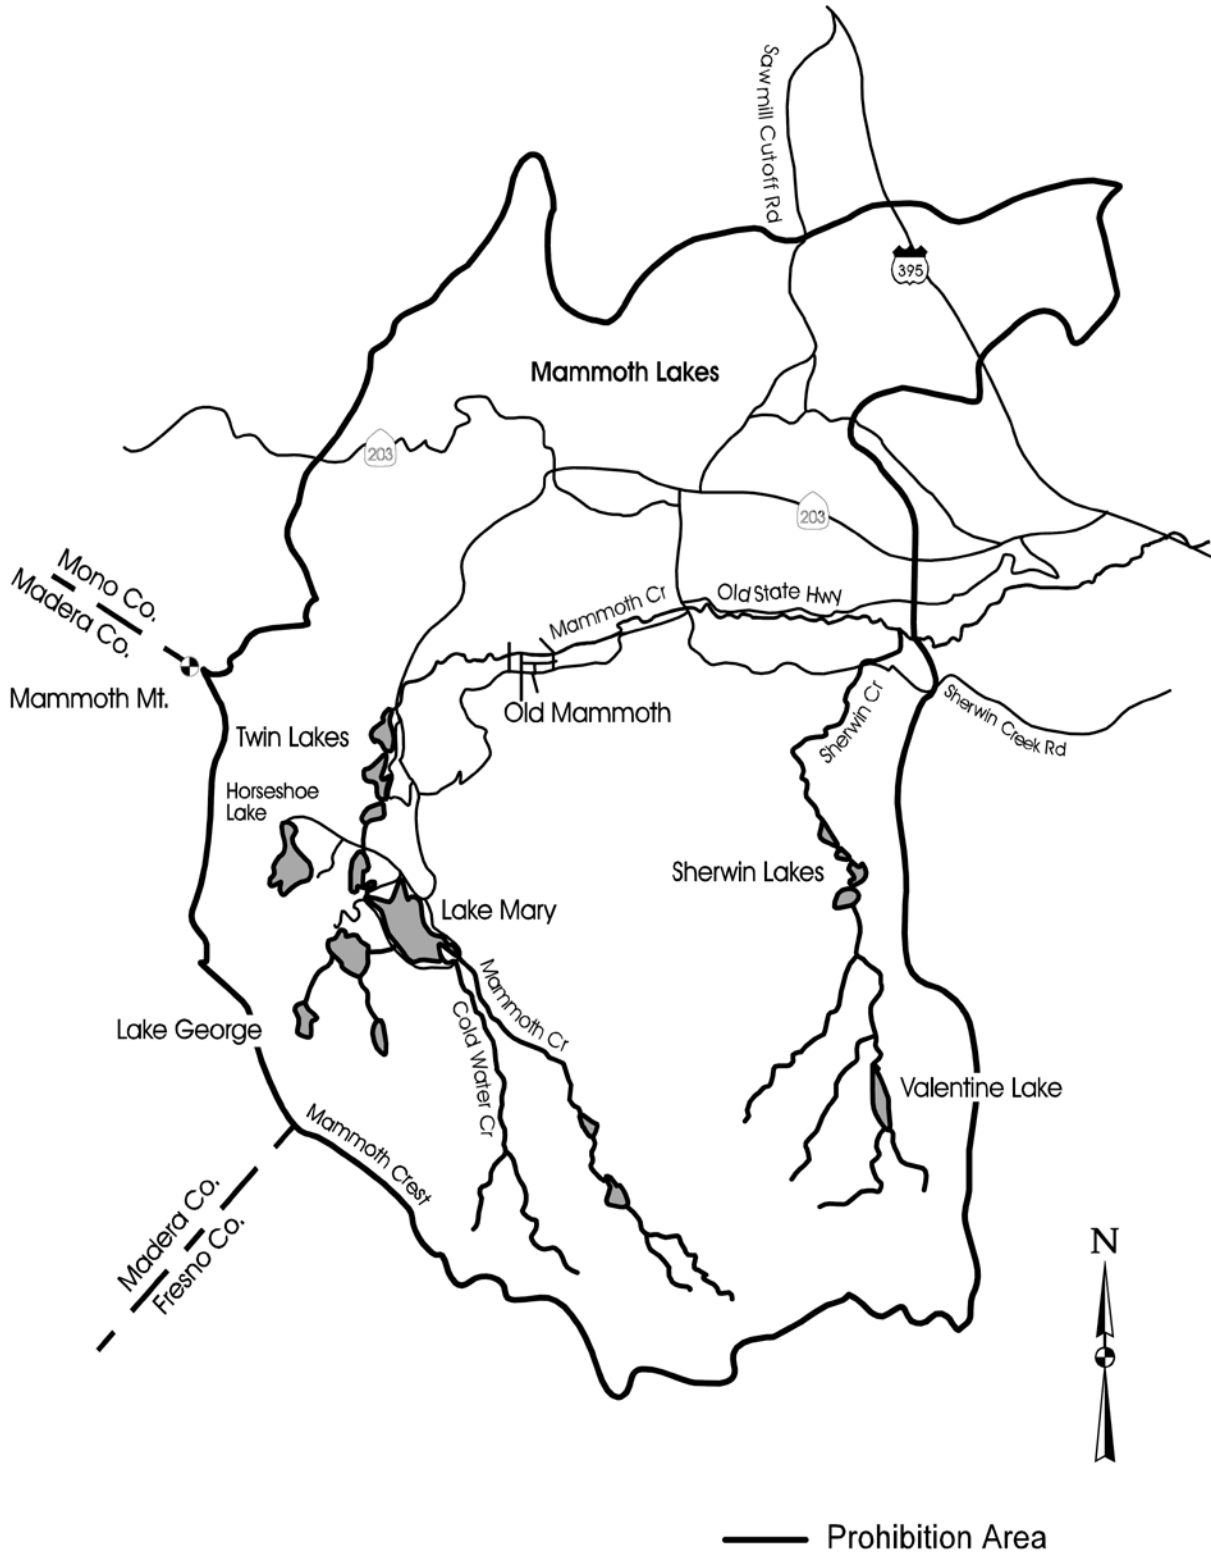 Sawmill Cutoff Rd
395
Mammoth Lakes
203
203
Mono Co.
Madera Co.
Mammoth Mt.
Mammoth Cr
Old State Hwy
Old Mammoth
Sherwin Cr
Sherwin Creek Rd
Twin Lakes
Horseshoe
Lake
Sherwin Lakes
Lake Mary
Mammoth Cr
Cold Water Cr
Lake George
Valentine Lake
Mammoth Crest
Madera Co.
Fresno Co.
N
Prohibition Area